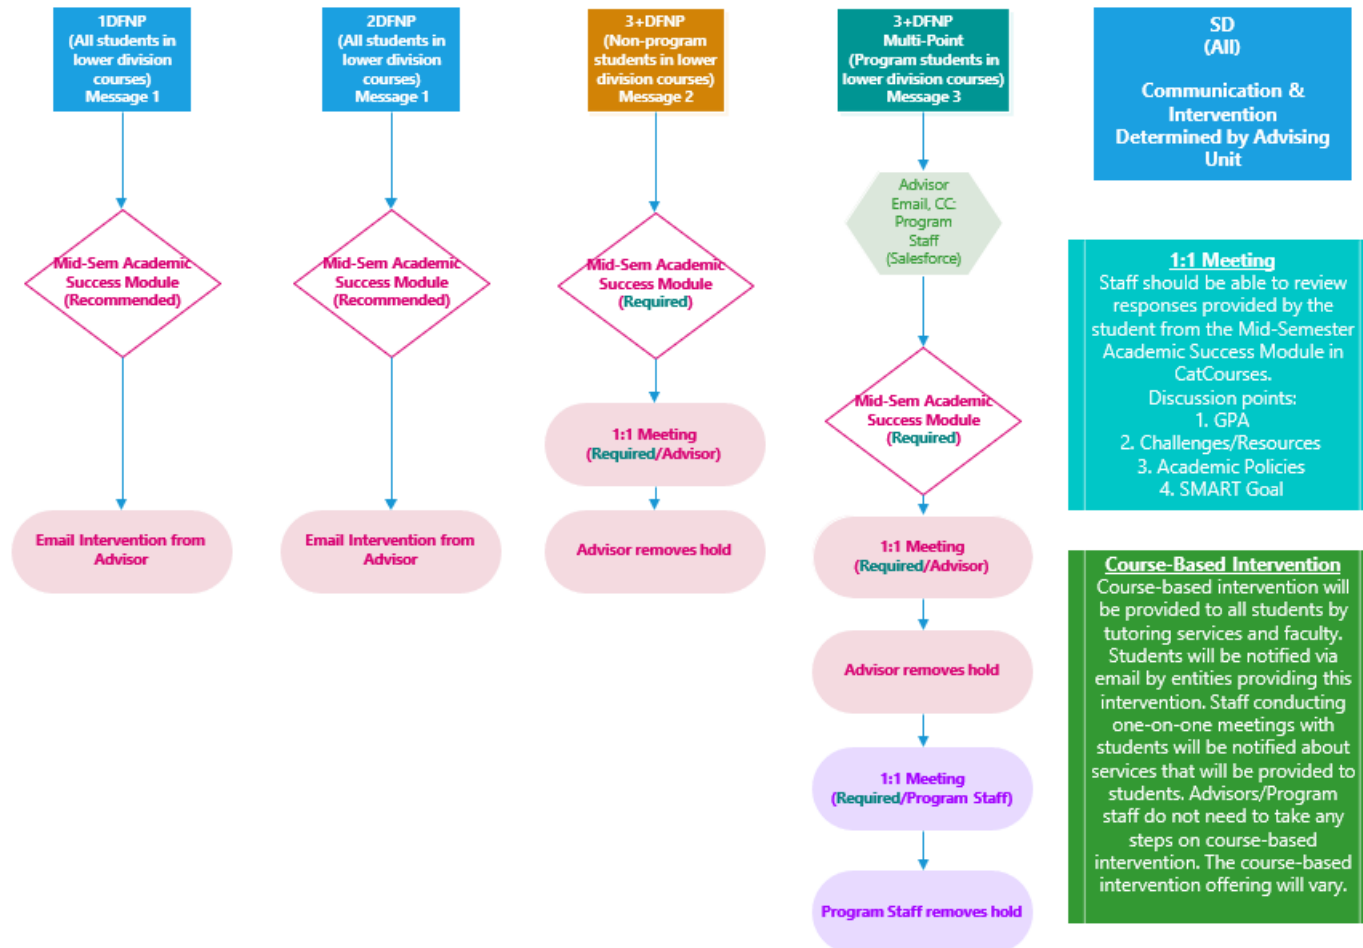 1DFNP
(All students in
lower division
courses)
Message 1
Mid-Sem Academic
Success Module
(Recommended)
Email Intervention from
Advisor
2DFNP
(All students in
lower division
courses)
Message 1
Mid-Sem Academic
Success Module
(Recommended)
Email Intervention from
Advisor
3+DFNP
(Non-program
students in lower
division courses)
Message 2
Mid-Sem Academic
Success Module
(Required)
1:1 Meeting
(Required/Advisor)
Advisor removes hold
3+DFNP
Multi-Point
(Program students in
lower division courses)
Message 3
Advisor
Email, CC:
Program
Staff
(Salesforce)
Mid-Sem Academic
Success Module
(Required)
1:1 Meeting
(Required/Advisor)
Advisor removes hold
1:1 Meeting
(Required/Program Staff)
Program Staff removes hold
SD
(All)
Communication &
Intervention
Determined by Advising
Unit
1:1 Meeting
Staff should be able to review
responses provided by the
student from the Mid-Semester
Academic Success Module in
CatCourses.
Discussion points:
1. GPA
2. Challenges/Resources
3. Academic Policies
4. SMART Goal
Course-Based Intervention
Course-based intervention will
be provided to all students by
tutoring services and faculty.
Students will be notified via
email by entities providing this
intervention. Staff conducting
one-on-one meetings with
students will be notified about
services that will be provided to
students. Advisors/Program
staff do not need to take any
steps on course-based
intervention. The course-based
intervention offering will vary.